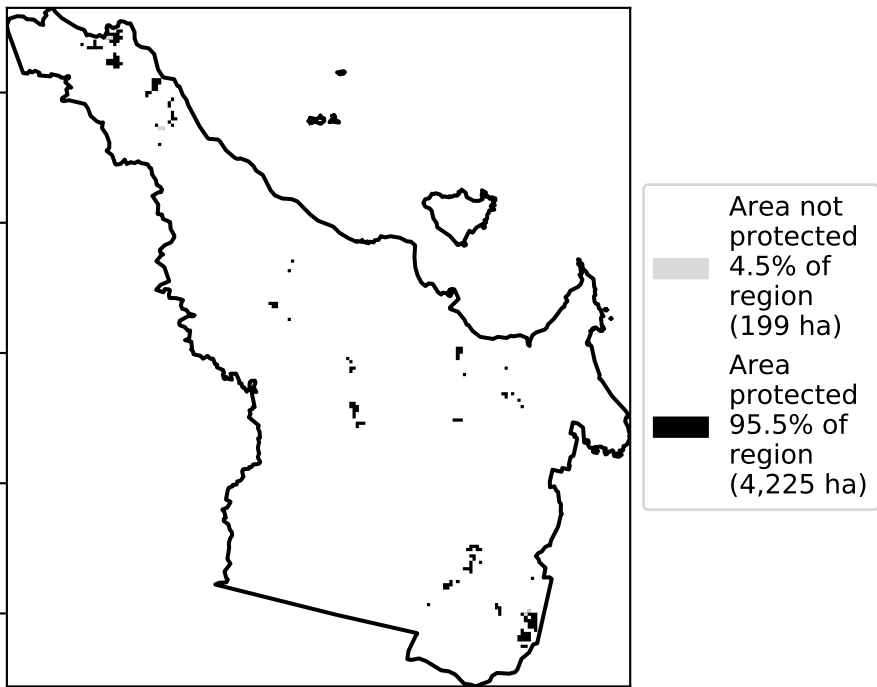 Area not
protected
4.5% of
region
(199 ha)
Area
protected
95.5% of
region
(4,225 ha)